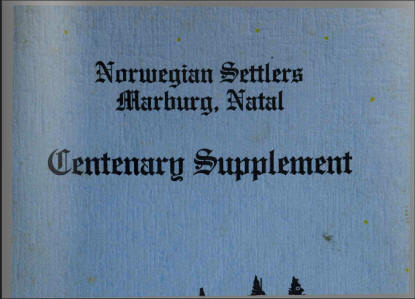 Norwegian Settlers
Marburg, Natal
Centenary Supplement